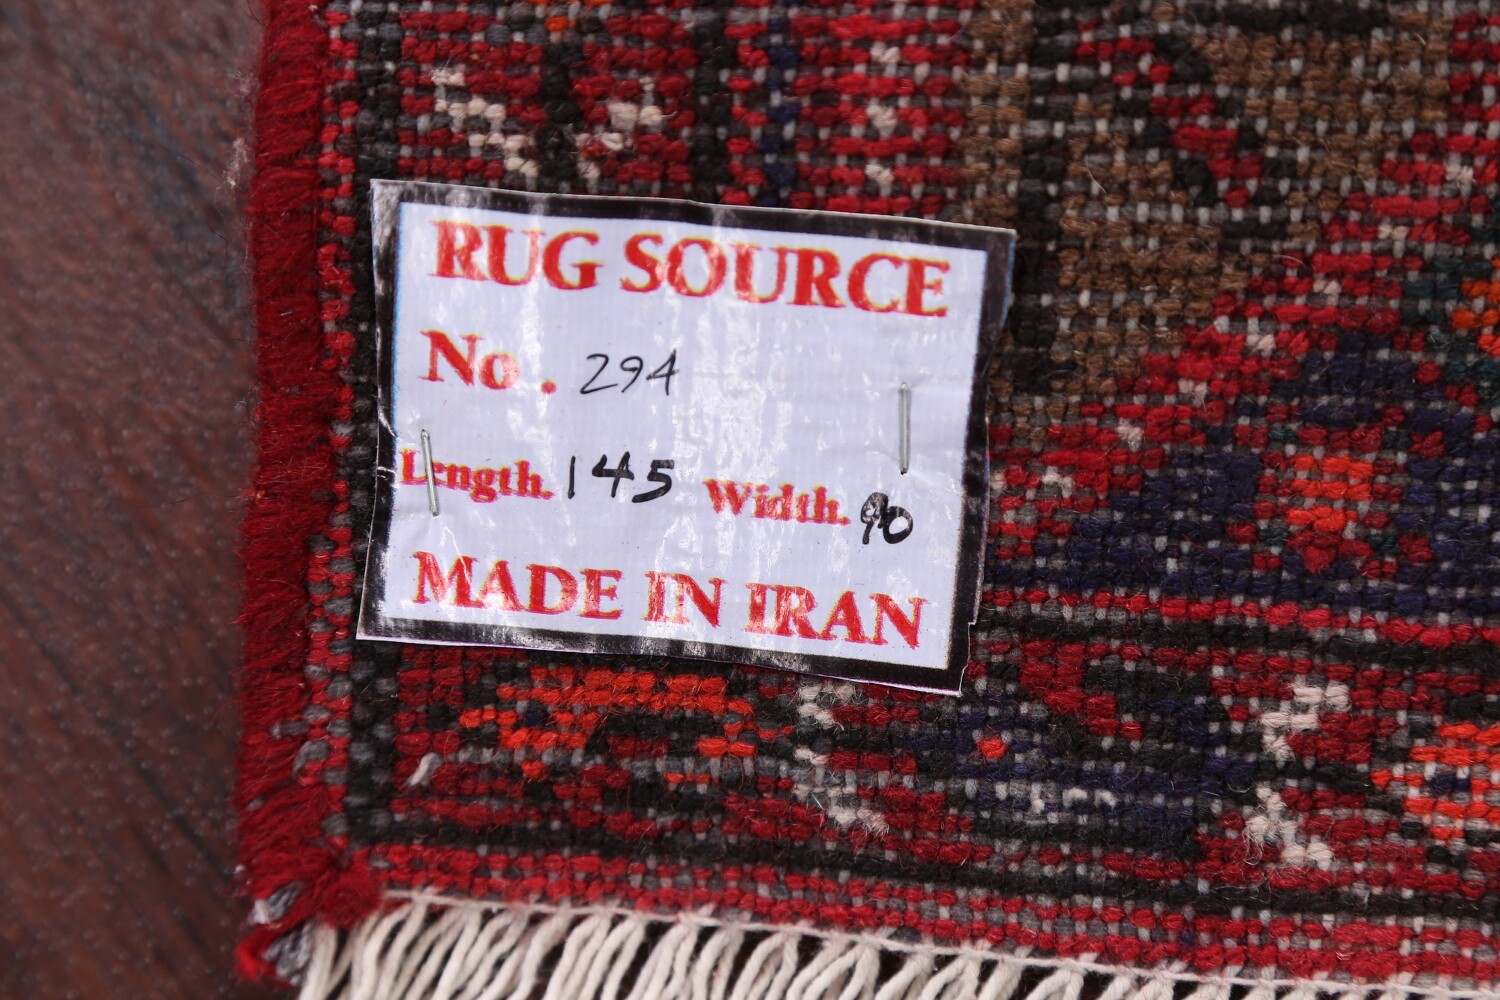 RUG SOURCE
No. 294
Length. 145 Width. 90
MADE IN IRAN